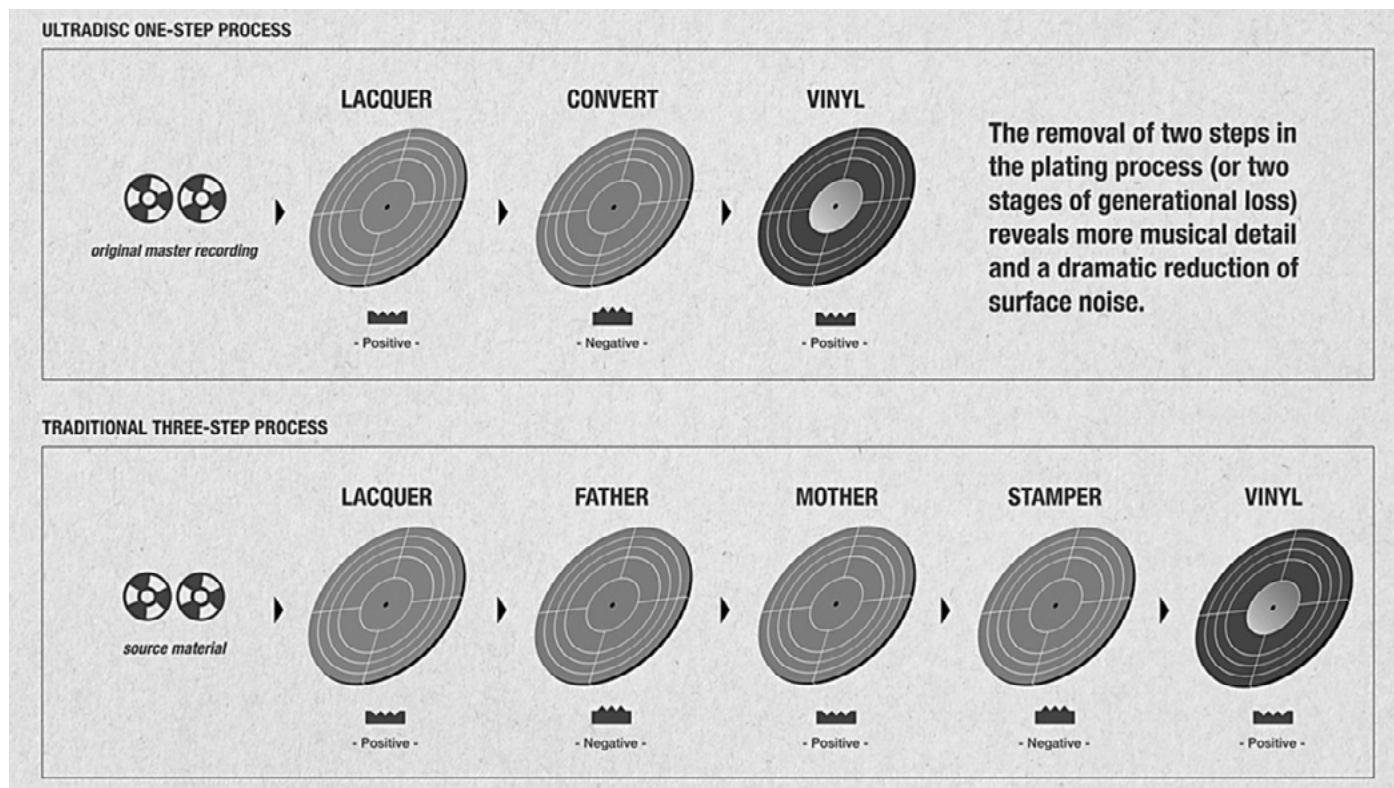 ULTRADISC ONE-STEP PROCESS
LACQUER
CONVERT
VINYL
original master recording
The removal of two steps in
the plating process (or two
stages of generational loss)
reveals more musical detail
and a dramatic reduction of
surface noise.
- Positive -
- Negative -
- Positive -
TRADITIONAL THREE-STEP PROCESS
LACQUER
FATHER
MOTHER
STAMPER
VINYL
source material
- Positive -
- Negative -
- Positive -
- Negative -
- Positive -